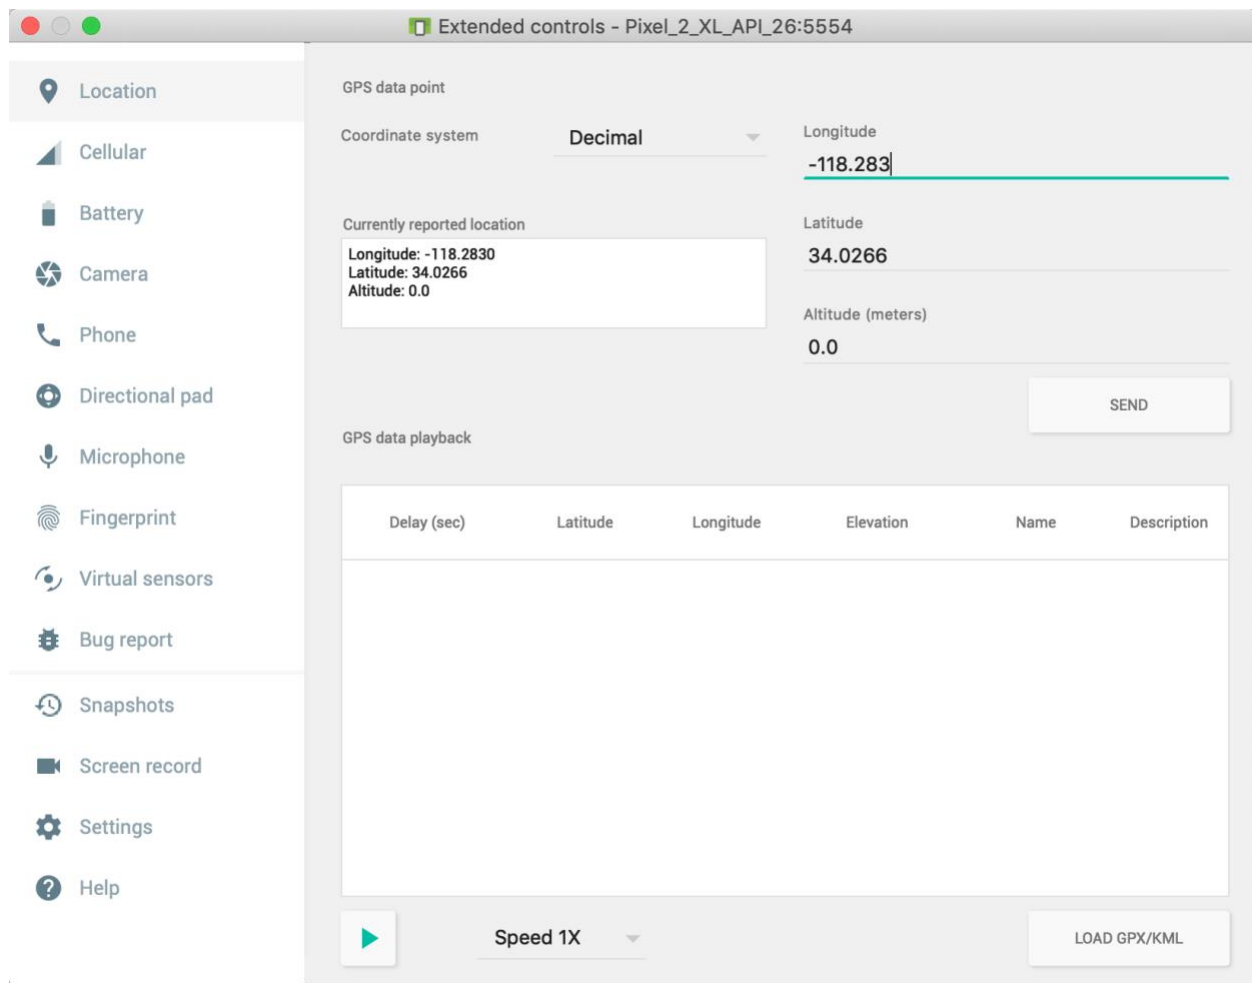 Extended controls - Pixel_2_XL_API_26:5554
Location
Cellular
Battery
Camera
Phone
Directional pad
Microphone
Fingerprint
Virtual sensors
Bug report
Snapshots
Screen record
Settings
Help
GPS data point
Coordinate system
Decimal
Longitude
-118.283
Currently reported location
Longitude: -118.2830
Latitude: 34.0266
Altitude: 0.0
Latitude
34.0266
Altitude (meters)
0.0
SEND
GPS data playback
Delay (sec) Latitude Longitude Elevation Name Description
Speed 1X
LOAD GPX/KML